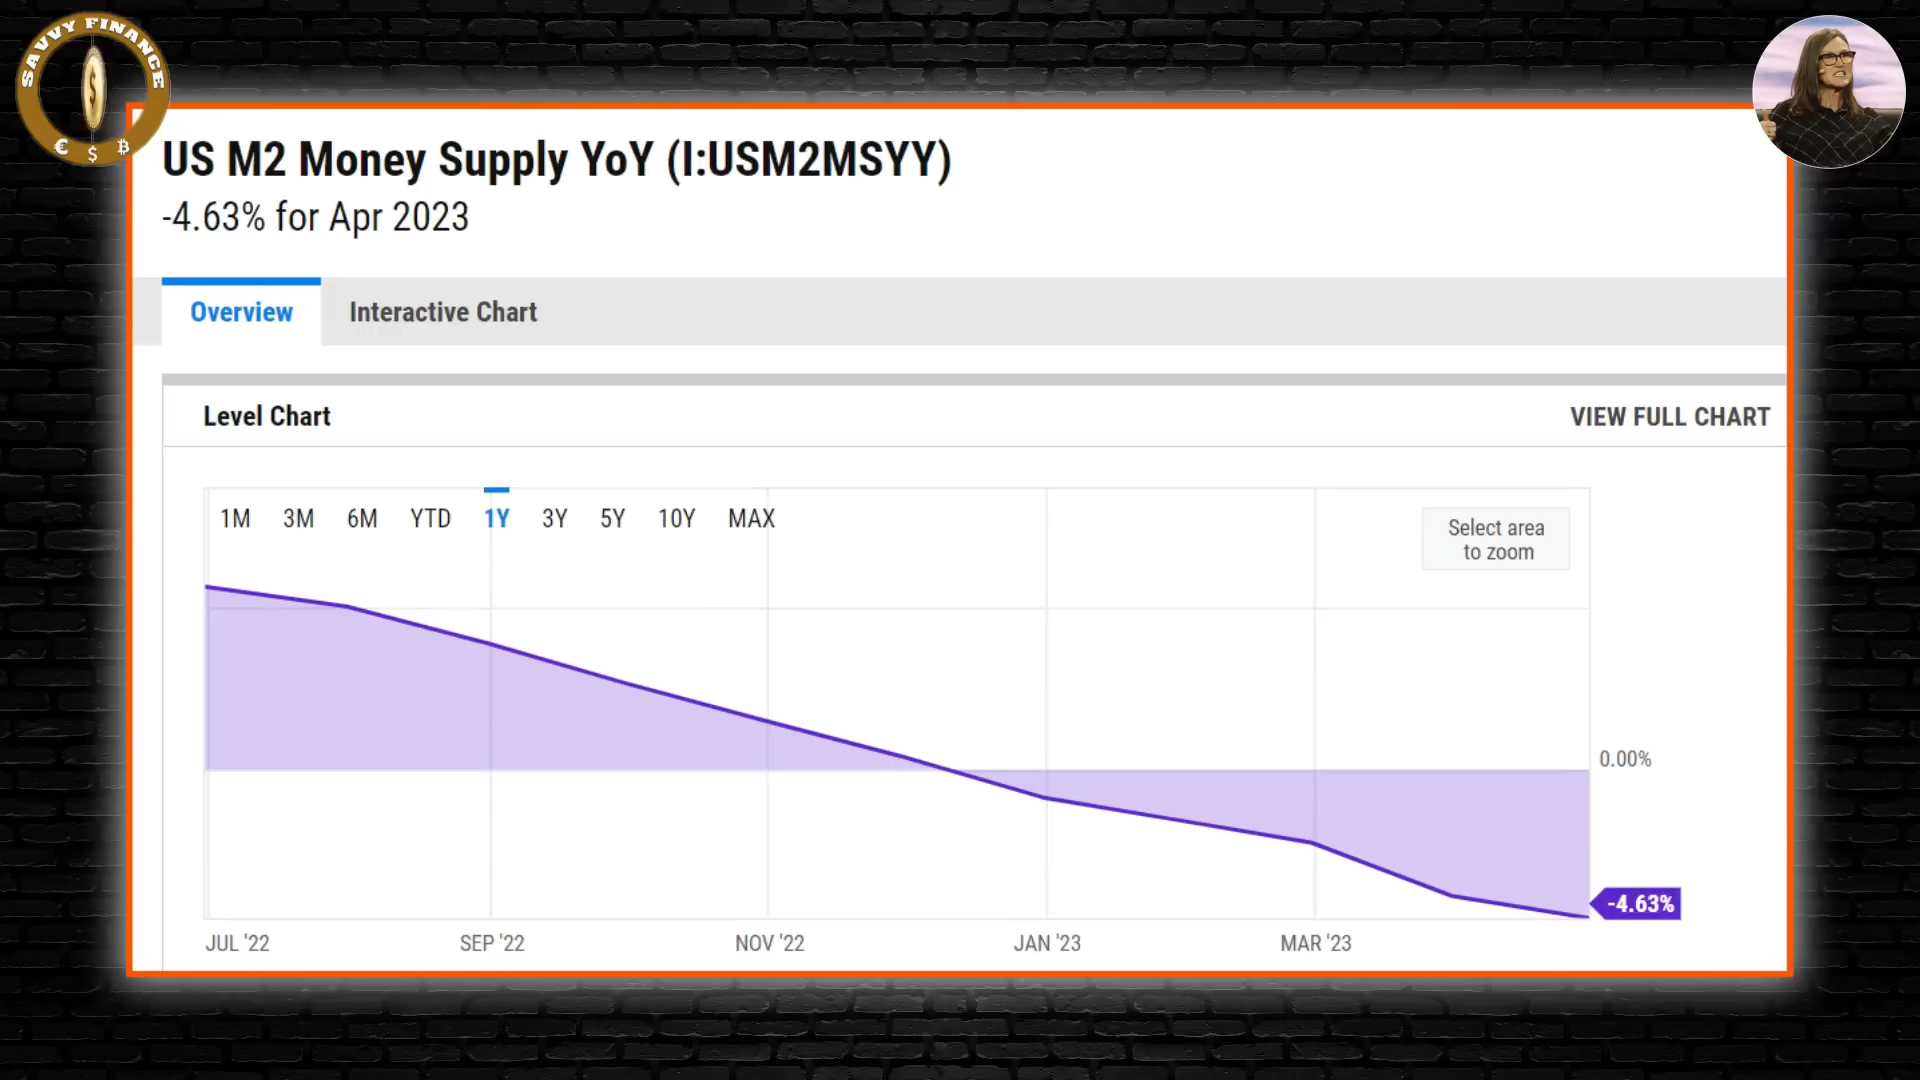 SAVVY FINANCE
€ $ ₿
US M2 Money Supply YoY (I:USM2MSYY)
-4.63% for Apr 2023
Overview Interactive Chart
Level Chart VIEW FULL CHART
1M 3M 6M YTD 1Y 3Y 5Y 10Y MAX
Select area
to zoom
0.00%
-4.63%
JUL '22 SEP '22 NOV '22 JAN '23 MAR '23